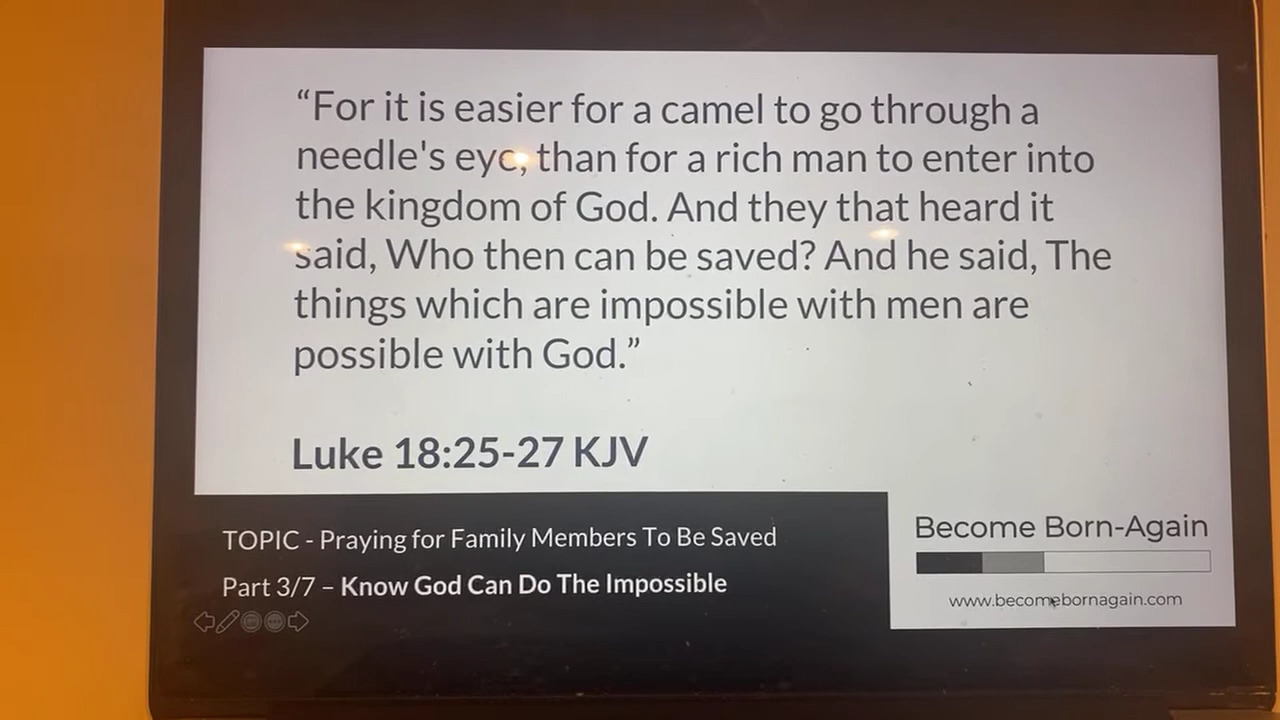 “For it is easier for a camel to go through a
needle's eye, than for a rich man to enter into
the kingdom of God. And they that heard it
said, Who then can be saved? And he said, The
things which are impossible with men are
possible with God.”
Luke 18:25-27 KJV
TOPIC - Praying for Family Members To Be Saved
Part 3/7 – Know God Can Do The Impossible
Become Born-Again
www.becomebornagain.com